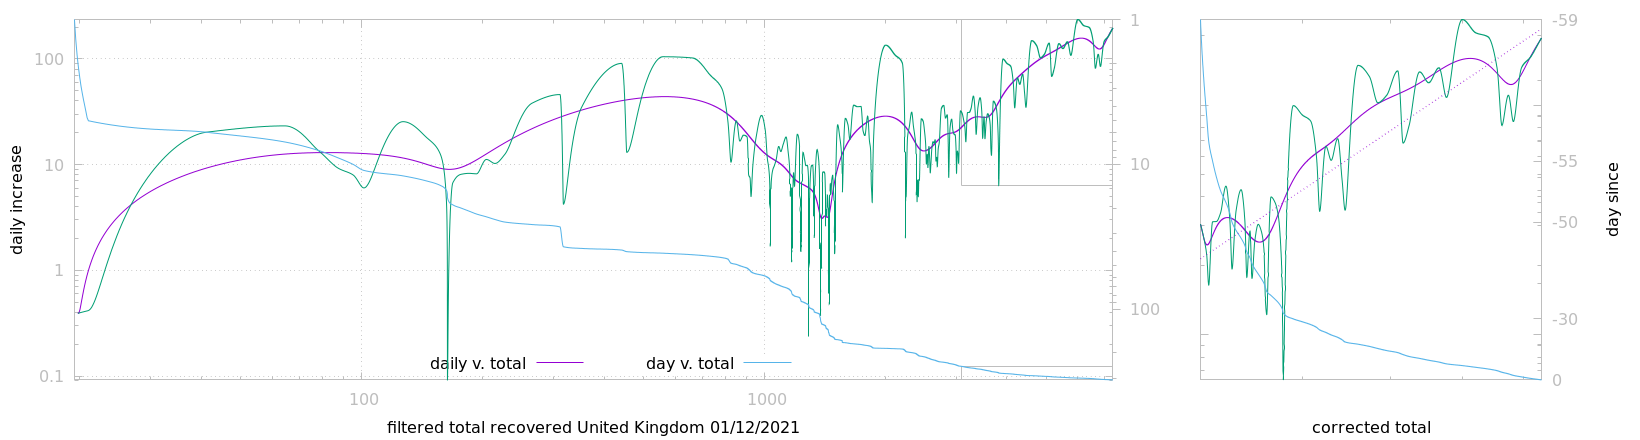 daily increase
100
10
1
0.1
100
1000
1
10
100
daily v. total
day v. total
filtered total recovered United Kingdom 01/12/2021
-59
-55
-50
-30
0
day since
corrected total